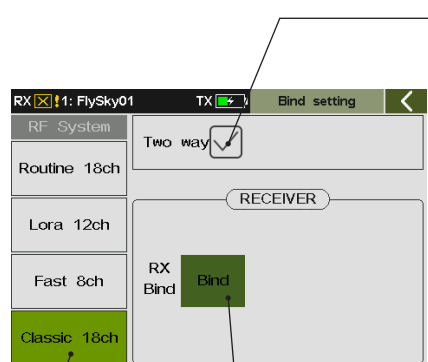 RX ! 1: FlySky01 TX Bind setting
RF System
Two way
Routine 18ch
RECEIVER
Lora 12ch
RX
Bind
Bind
Fast 8ch
Classic 18ch